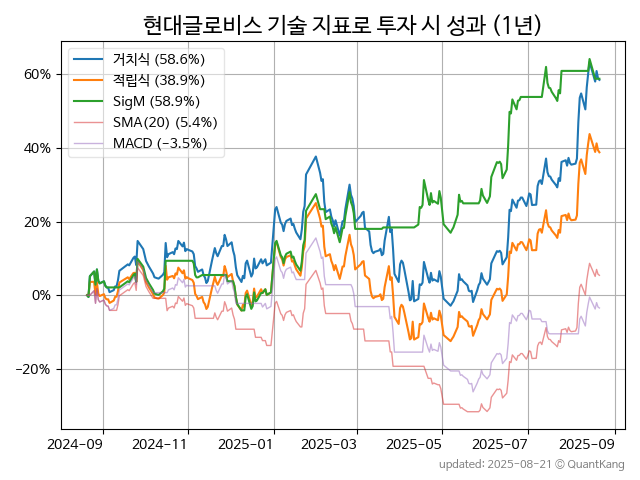 현대글로비스 기술 지표로 투자 시 성과 (1년)
거치식 (58.6%)
적립식 (38.9%)
SigM (58.9%)
SMA(20) (5.4%)
MACD (−3.5%)
60%
40%
20%
0%
−20%
2024-09 2024-11 2025-01 2025-03 2025-05 2025-07 2025-09
updated: 2025-08-21 © QuantKang